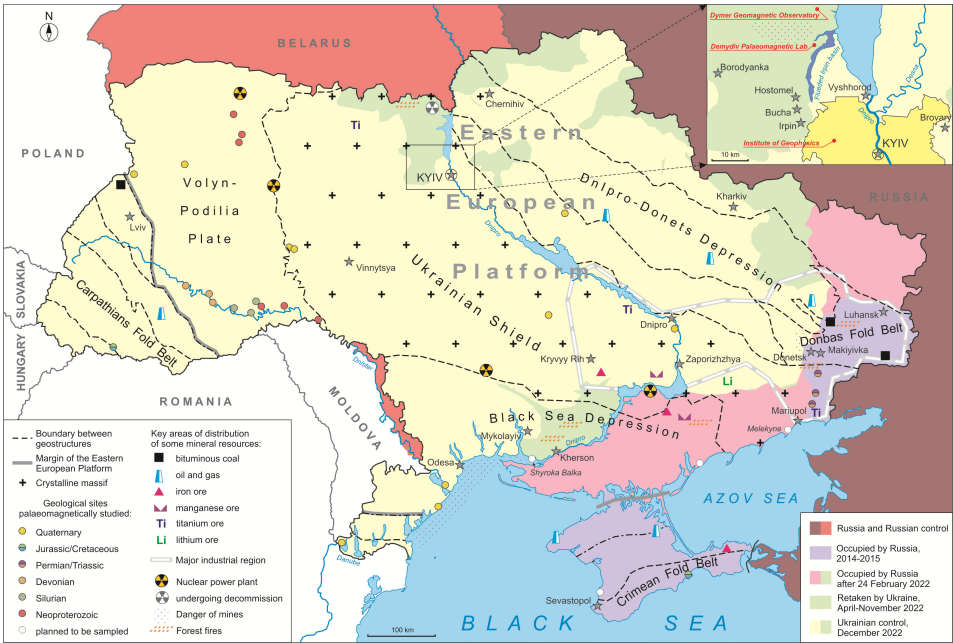 N
BELARUS
POLAND
SLOVAKIA
HUNGARY
ROMANIA
MOLDOVA
RUSSIA
Eastern
European
Platform
Volyn-
Podilia
Plate
Ukrainian Shield
Dnipro-Donets Depression
Carpathians Fold Belt
Donbas Fold Belt
Black Sea Depression
Crimean Fold Belt
AZOV SEA
BLACK SEA
Ti
Ti
Ti
Li
Chernihiv
KYIV
Lviv
Vinnytsya
Kharkiv
Dnipro
Dnipro
Luhansk
Makiyivka
Donetsk
Kryvyy Rih
Zaporizhzhya
Mariupol
Melekyne
Mykolayiv
Kherson
Dnipro
Shyroka Balka
Odesa
Dnister
Danube
Sevastopol
100 km
Dymer Geomagnetic Observatory
Demydiv Palaeomagnetic Lab
Borodyanka
Hostomel
Bucha
Irpin
Flooded Irpin basin
Vyshhorod
Desna
Dnipro
Brovary
Institute of Geophysics
KYIV
10 km
Boundary between
geostructures
Margin of the Eastern
European Platform
Crystalline massif
Geological sites
palaeomagnetically studied:
Quaternary
Jurassic/Cretaceous
Permian/Triassic
Devonian
Silurian
Neoproterozoic
planned to be sampled
Key areas of distribution
of some mineral resources:
bituminous coal
oil and gas
iron ore
manganese ore
Ti titanium ore
Li lithium ore
Major industrial region
Nuclear power plant
undergoing decommission
Danger of mines
Forest fires
Russia and Russian control
Occupied by Russia,
2014-2015
Occupied by Russia
after 24 February 2022
Retaken by Ukraine,
April-November 2022
Ukrainian control,
December 2022